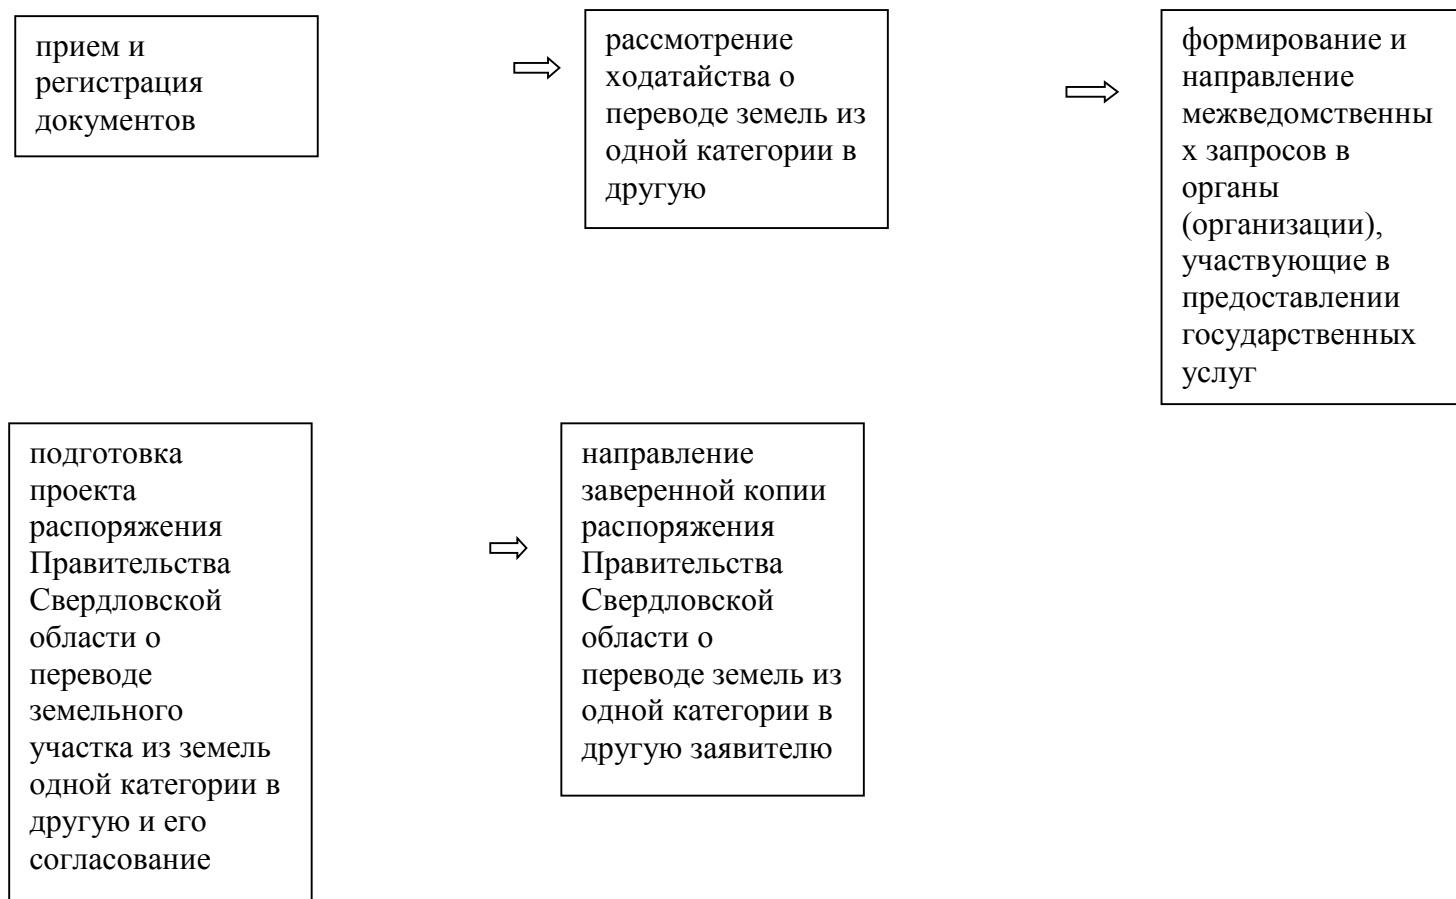 прием и
регистрация
документов
рассмотрение
ходатайства о
переводе земель из
одной категории в
другую
формирование и
направление
межведомственны
х запросов в
органы
(организации),
участвующие в
предоставлении
государственных
услуг
подготовка
проекта
распоряжения
Правительства
Свердловской
области о
переводе
земельного
участка из земель
одной категории в
другую и его
согласование
направление
заверенной копии
распоряжения
Правительства
Свердловской
области о
переводе земель из
одной категории в
другую заявителю